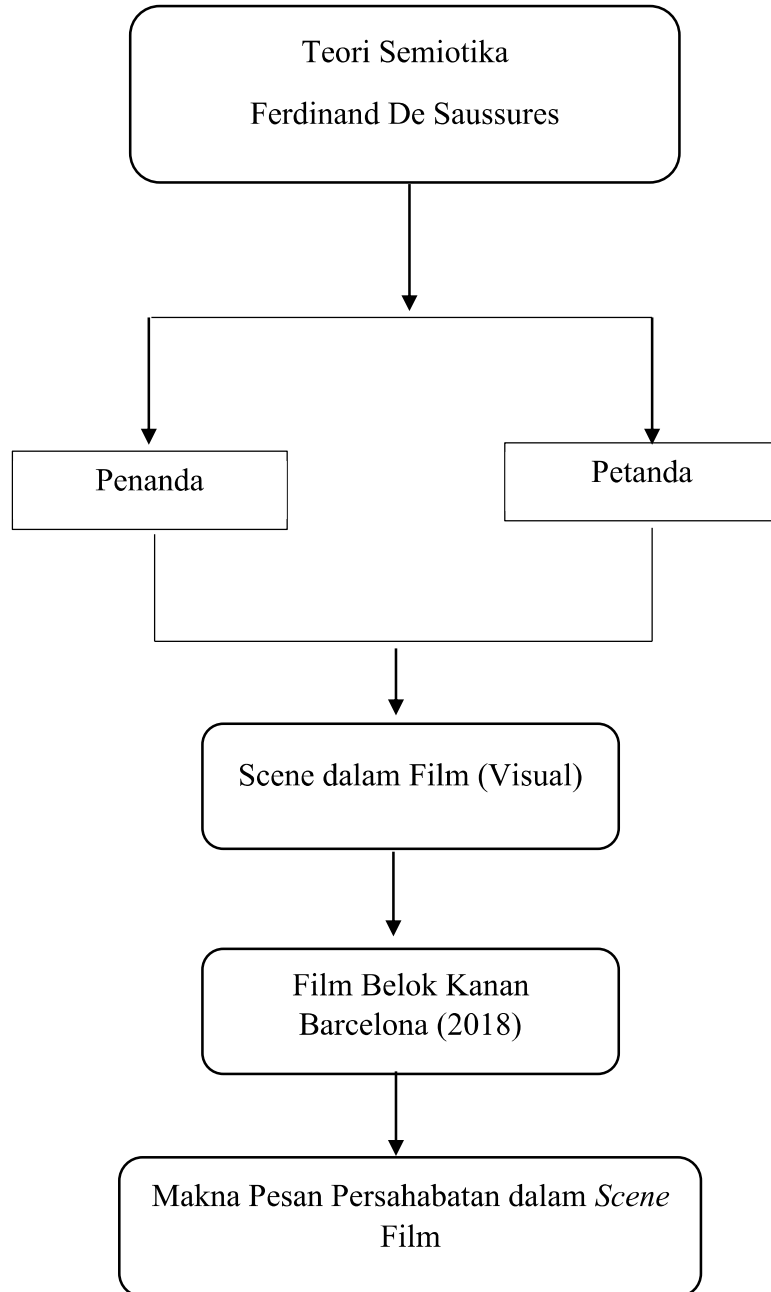 Teori Semiotika
Ferdinand De Saussures
Penanda
Petanda
Scene dalam Film (Visual)
Film Belok Kanan
Barcelona (2018)
Makna Pesan Persahabatan dalam Scene
Film